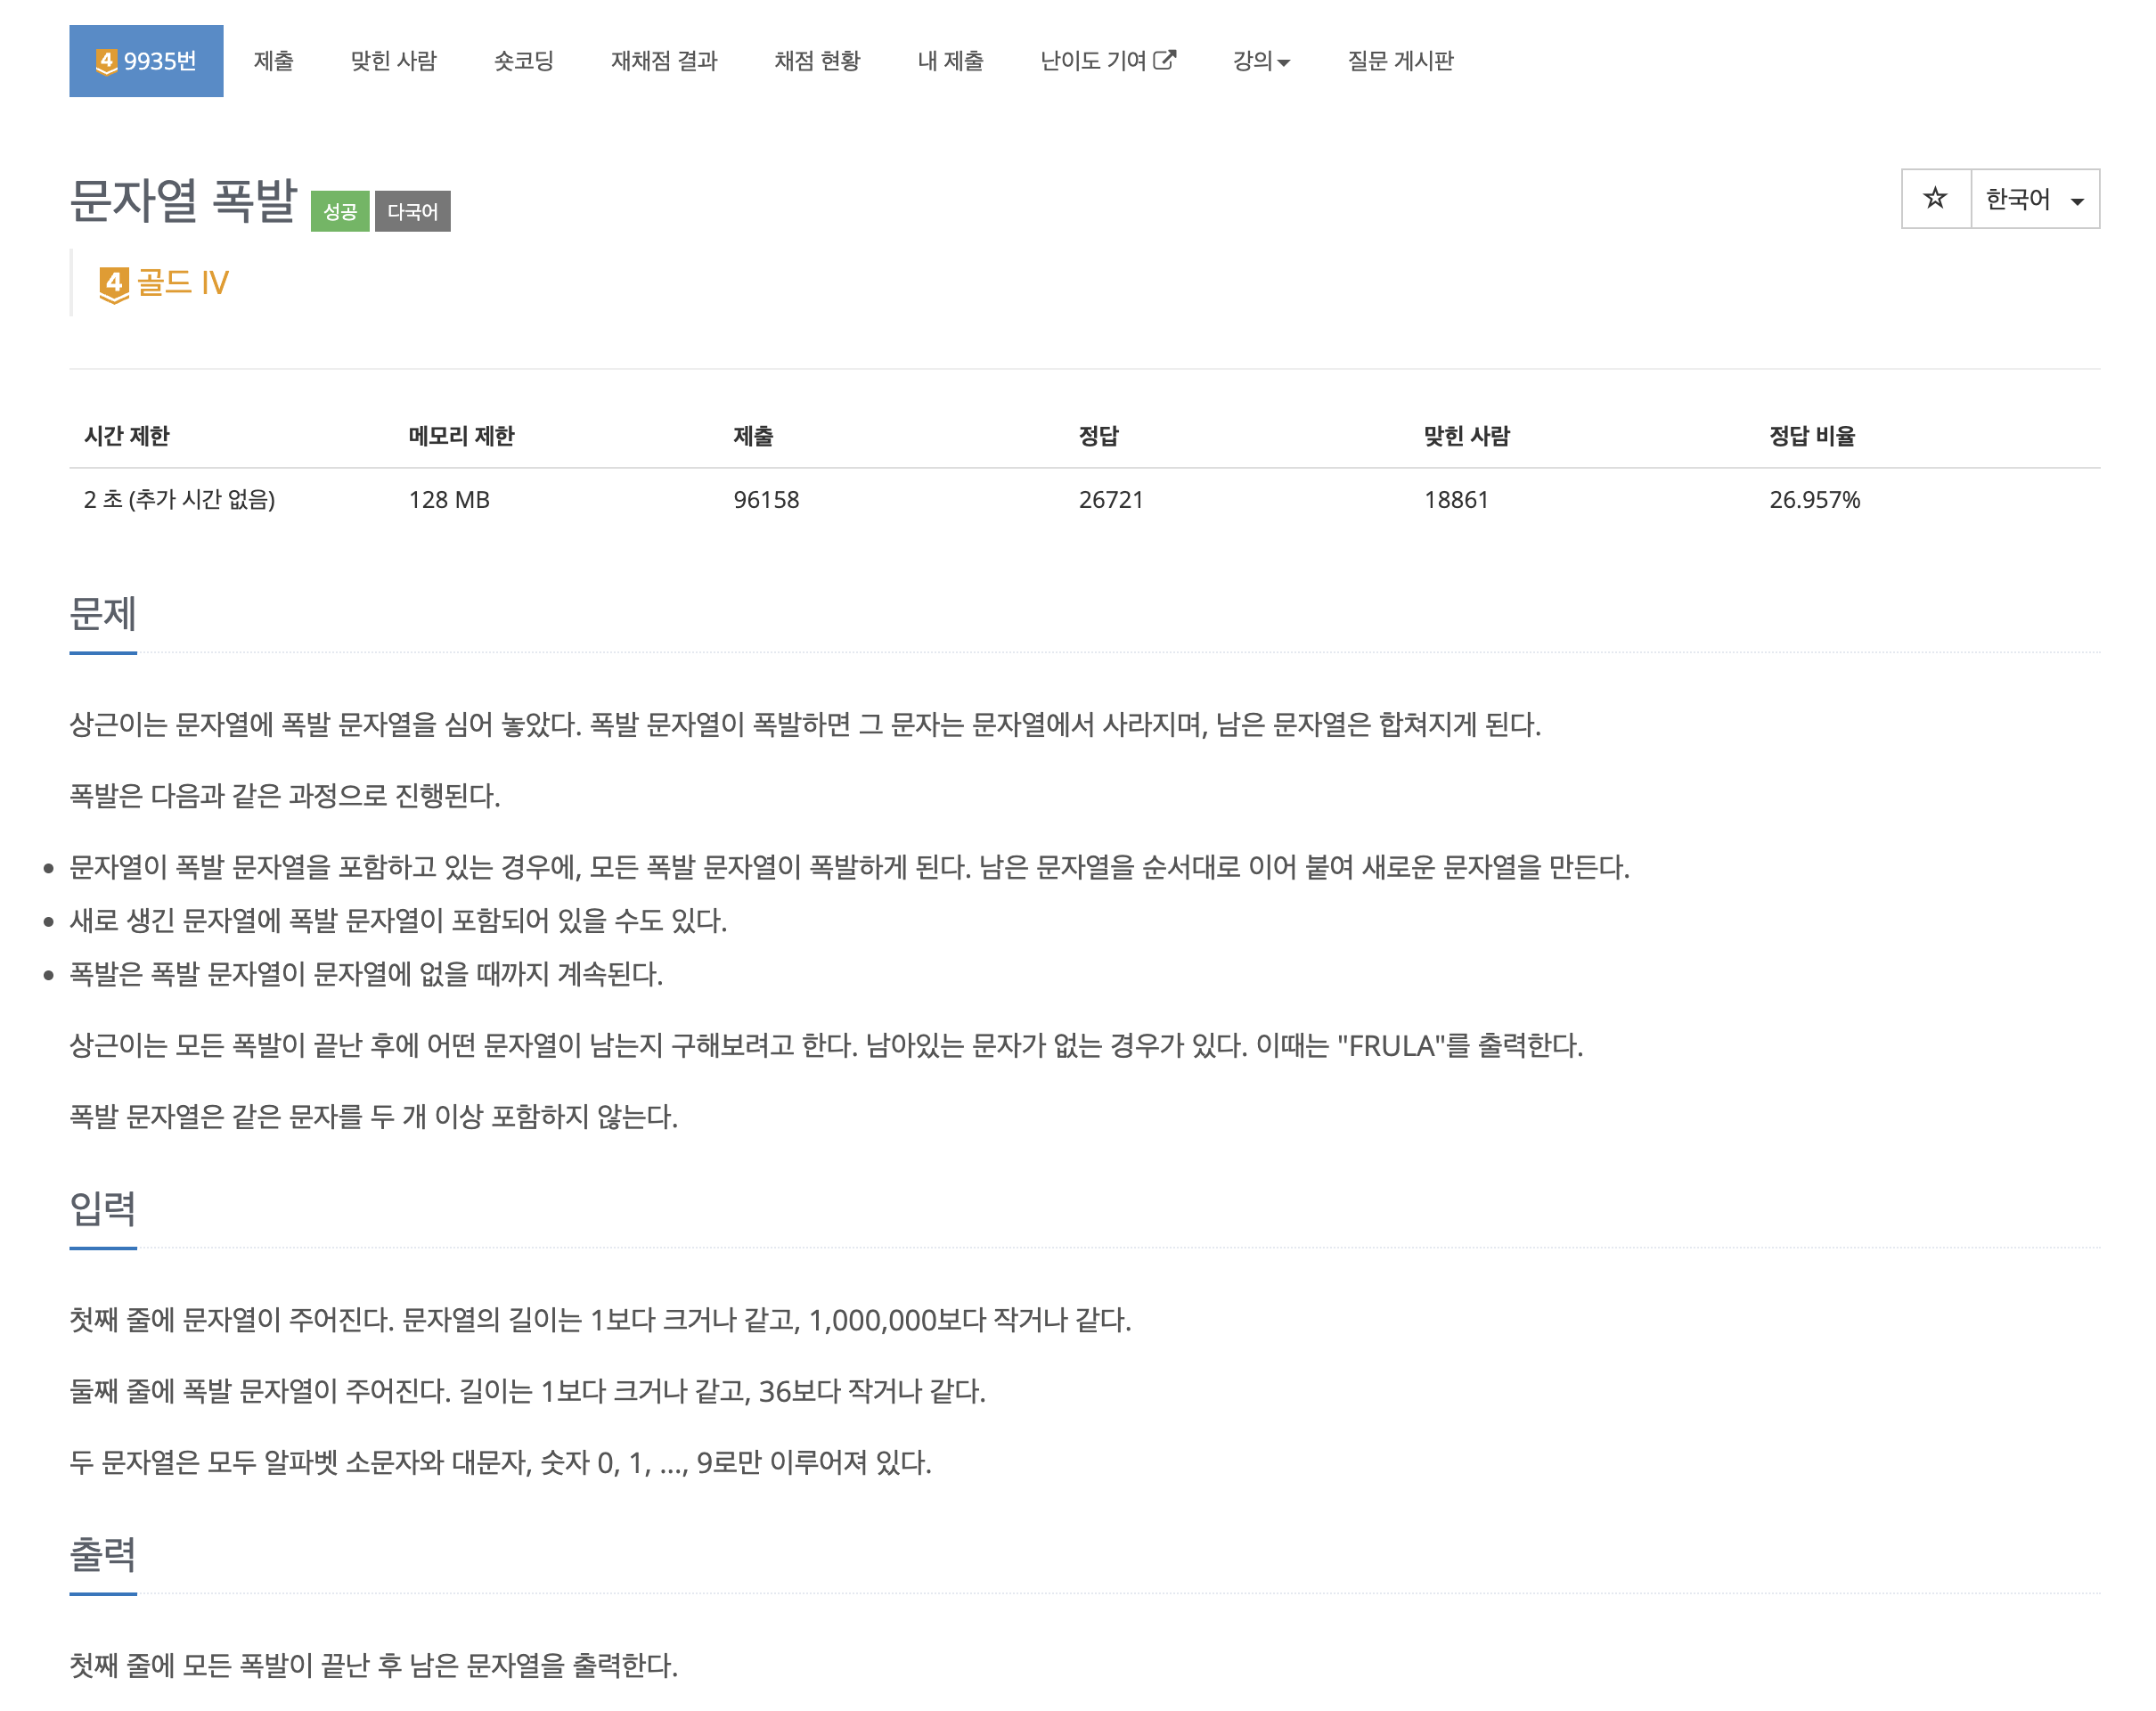 4 9935번 제출 맞힌 사람 숏코딩 재채점 결과 채점 현황 내 제출 난이도 기여 강의 질문 게시판
문자열 폭발 성공 다국어 ☆ 한국어
4 골드 IV
시간 제한 메모리 제한 제출 정답 맞힌 사람 정답 비율
2 초 (추가 시간 없음) 128 MB 96158 26721 18861 26.957%
문제
상근이는 문자열에 폭발 문자열을 심어 놓았다. 폭발 문자열이 폭발하면 그 문자는 문자열에서 사라지며, 남은 문자열은 합쳐지게 된다.
폭발은 다음과 같은 과정으로 진행된다.
• 문자열이 폭발 문자열을 포함하고 있는 경우에, 모든 폭발 문자열이 폭발하게 된다. 남은 문자열을 순서대로 이어 붙여 새로운 문자열을 만든다.
• 새로 생긴 문자열에 폭발 문자열이 포함되어 있을 수도 있다.
• 폭발은 폭발 문자열이 문자열에 없을 때까지 계속된다.
상근이는 모든 폭발이 끝난 후에 어떤 문자열이 남는지 구해보려고 한다. 남아있는 문자가 없는 경우가 있다. 이때는 "FRULA"를 출력한다.
폭발 문자열은 같은 문자를 두 개 이상 포함하지 않는다.
입력
첫째 줄에 문자열이 주어진다. 문자열의 길이는 1보다 크거나 같고, 1,000,000보다 작거나 같다.
둘째 줄에 폭발 문자열이 주어진다. 길이는 1보다 크거나 같고, 36보다 작거나 같다.
두 문자열은 모두 알파벳 소문자와 대문자, 숫자 0, 1, ..., 9로만 이루어져 있다.
출력
첫째 줄에 모든 폭발이 끝난 후 남은 문자열을 출력한다.